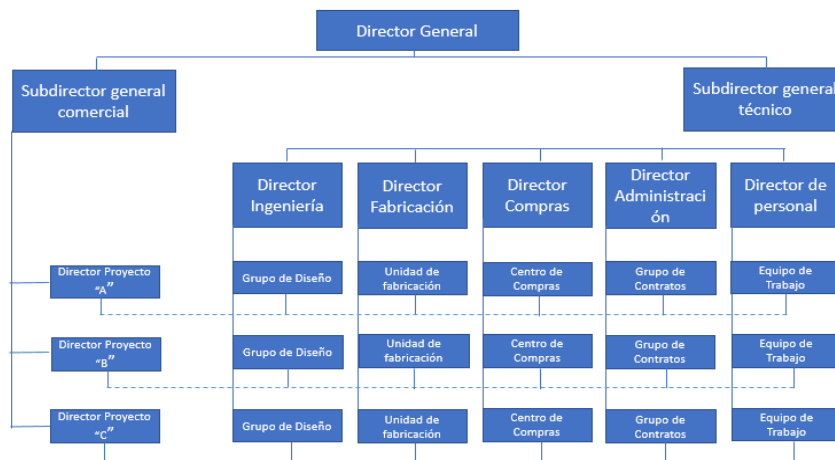 Director General
Subdirector general
comercial
Subdirector general
técnico
Director
Ingeniería
Director
Fabricación
Director
Compras
Director
Administraci
ón
Director de
personal
Director Proyecto
“A”
Grupo de Diseño
Unidad de
fabricación
Centro de
Compras
Grupo de
Contratos
Equipo de
Trabajo
Director Proyecto
“B”
Grupo de Diseño
Unidad de
fabricación
Centro de
Compras
Grupo de
Contratos
Equipo de
Trabajo
Director Proyecto
“C”
Grupo de Diseño
Unidad de
fabricación
Centro de
Compras
Grupo de
Contratos
Equipo de
Trabajo